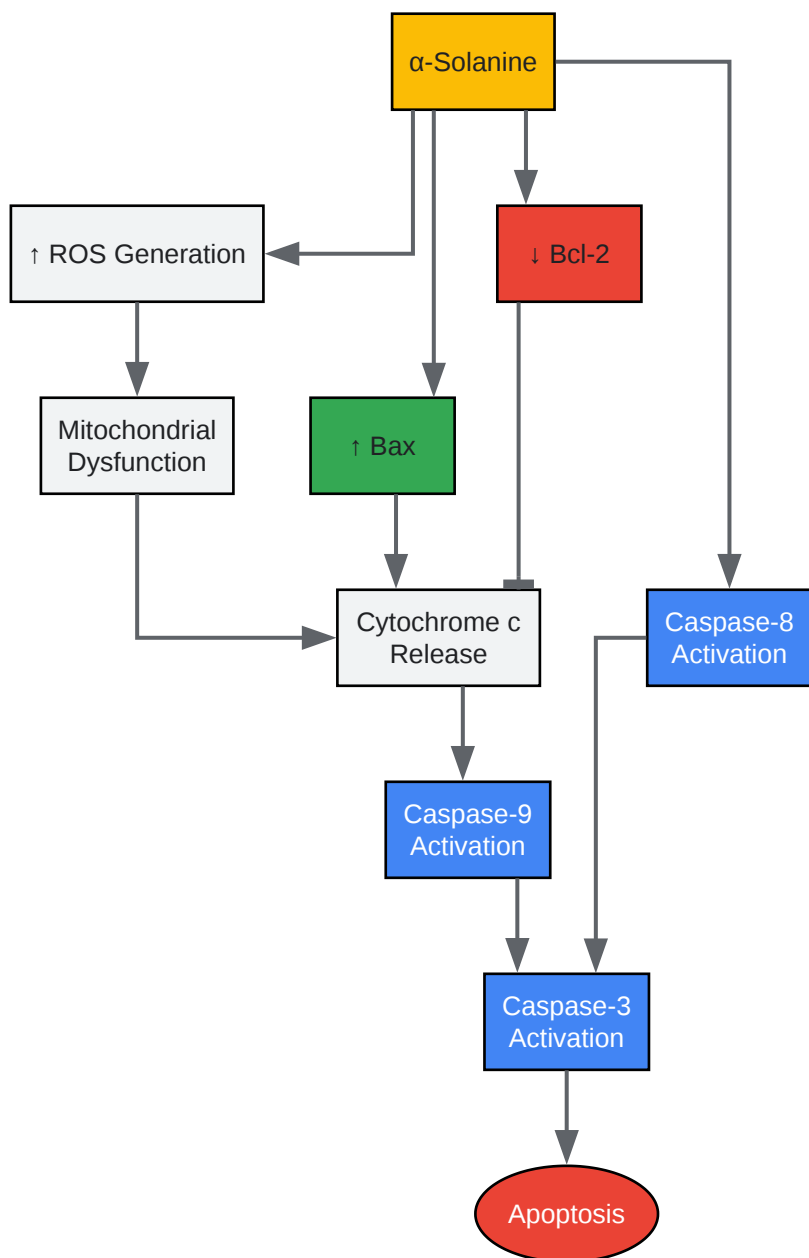 α-Solanine
↑ ROS Generation
↓ Bcl-2
Mitochondrial
Dysfunction
↑ Bax
Cytochrome c
Release
Caspase-8
Activation
Caspase-9
Activation
Caspase-3
Activation
Apoptosis